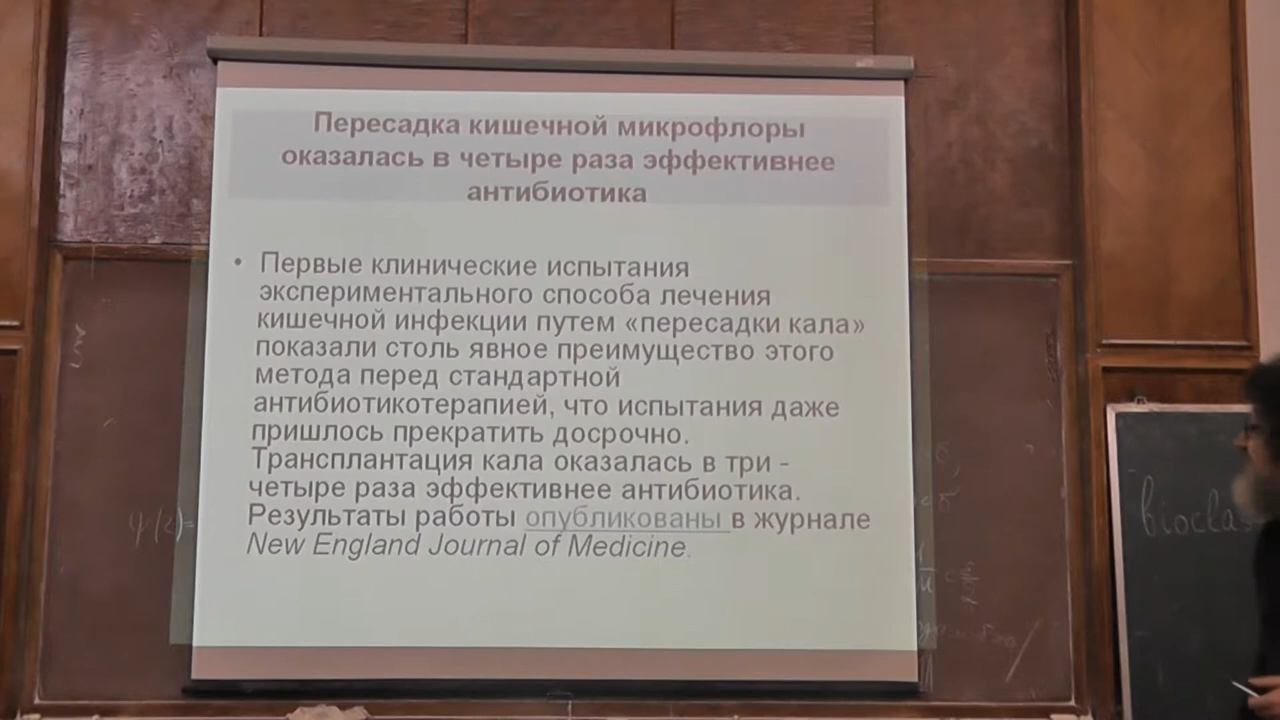 Пересадка кишечной микрофлоры
оказалась в четыре раза эффективнее
антибиотика
• Первые клинические испытания
экспериментального способа лечения
кишечной инфекции путем «пересадки кала»
показали столь явное преимущество этого
метода перед стандартной
антибиотикотерапией, что испытания даже
пришлось прекратить досрочно.
Трансплантация кала оказалась в три -
четыре раза эффективнее антибиотика.
Результаты работы опубликованы в журнале
New England Journal of Medicine.